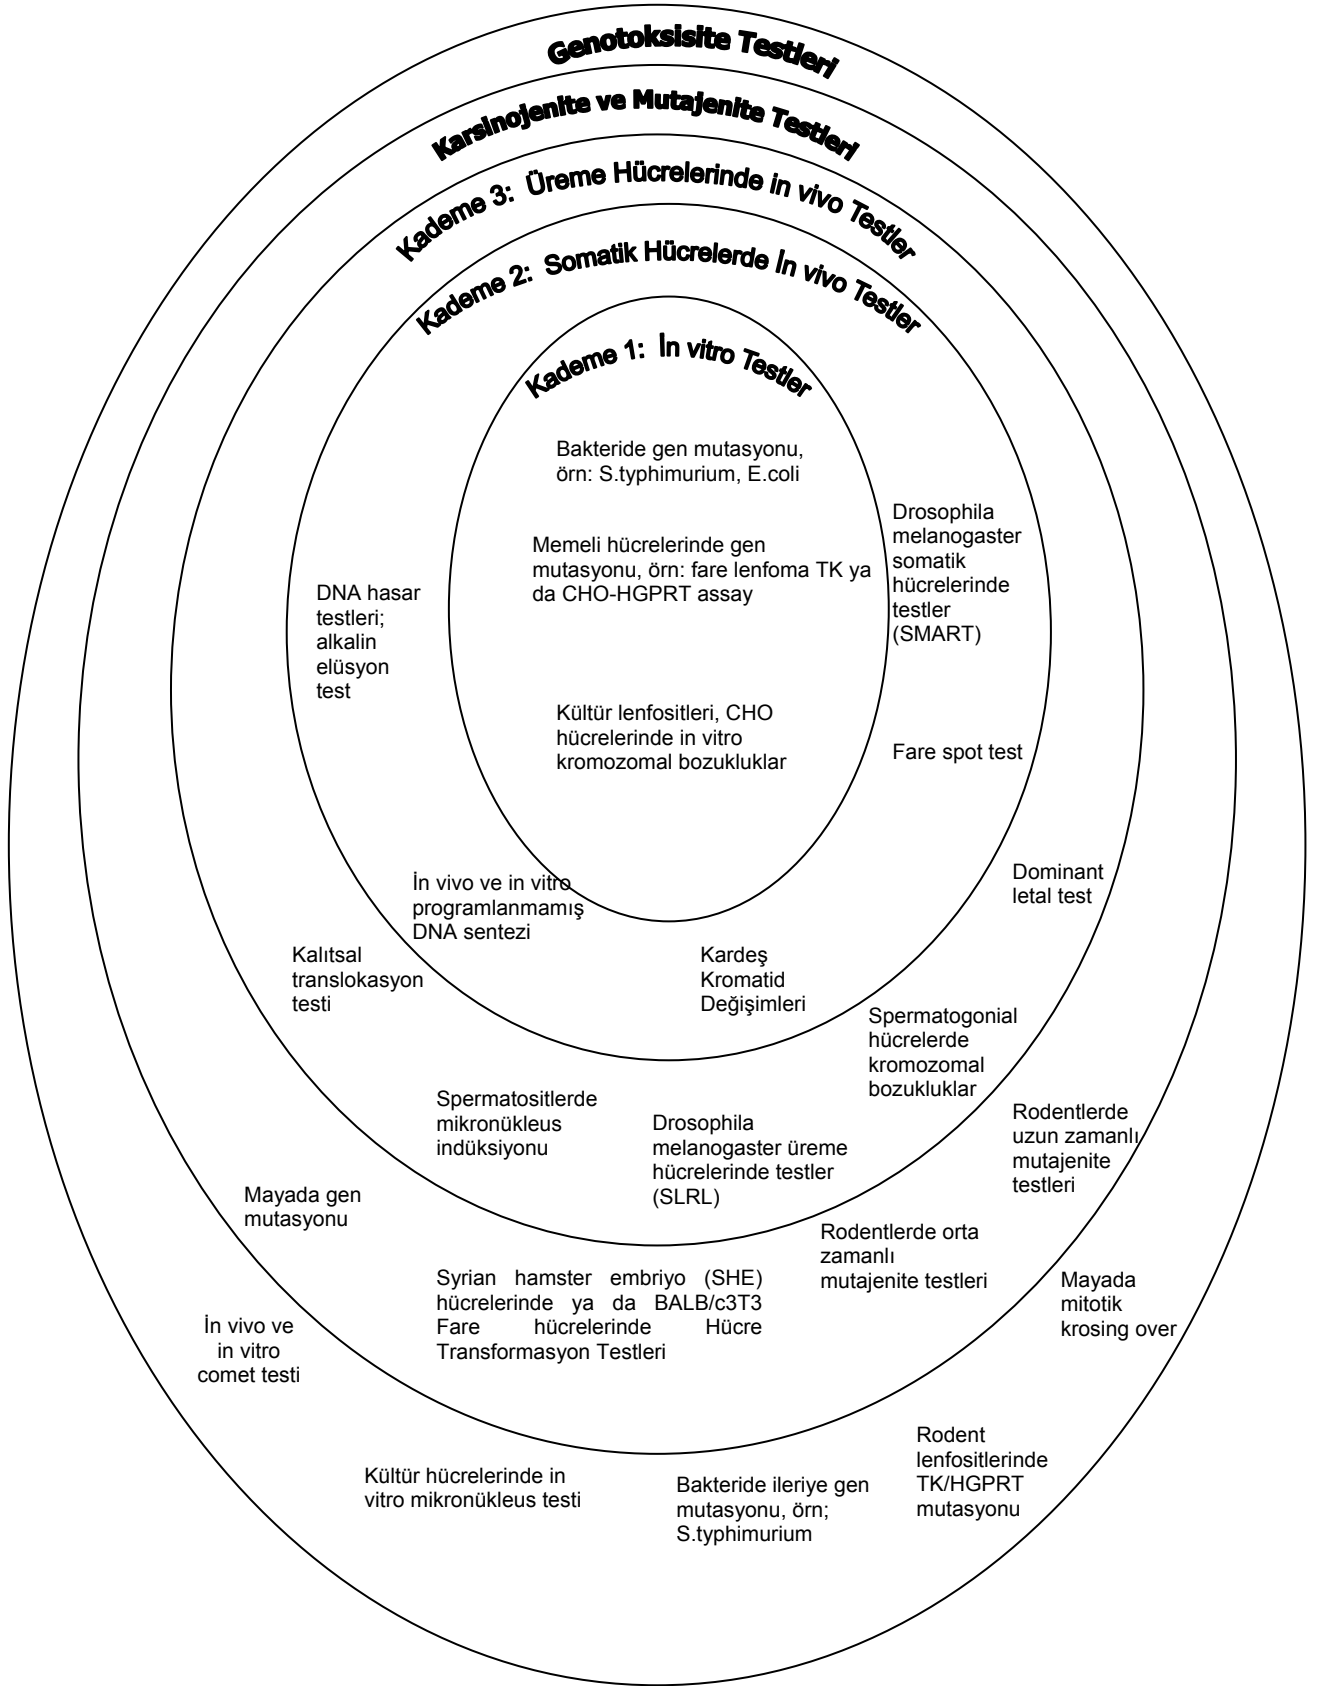 Genotoksisite Testleri
Karsinojenite ve Mutajenite Testleri
Kademe 3: Üreme Hücrelerinde in vivo Testler
Kademe 2: Somatik Hücrelerde İn vivo Testler
Kademe 1: İn vitro Testler
Bakteride gen mutasyonu,
örn: S.typhimurium, E.coli
Memeli hücrelerinde gen
mutasyonu, örn: fare lenfoma TK ya
da CHO-HGPRT assay
Kültür lenfositleri, CHO
hücrelerinde in vitro
kromozomal bozukluklar
DNA hasar
testleri;
alkalin
elüsyon
test
Drosophila
melanogaster
somatik
hücrelerinde
testler
(SMART)
Fare spot test
İn vivo ve in vitro
programlanmamış
DNA sentezi
Kardeş
Kromatid
Değişimleri
Dominant
letal test
Kalıtsal
translokasyon
testi
Spermatogonial
hücrelerde
kromozomal
bozukluklar
Spermatositlerde
mikronükleus
indüksiyonu
Drosophila
melanogaster üreme
hücrelerinde testler
(SLRL)
Rodentlerde
uzun zamanlı
mutajenite
testleri
Mayada gen
mutasyonu
Rodentlerde orta
zamanlı
mutajenite testleri
Syrian hamster embriyo (SHE)
hücrelerinde ya da BALB/c3T3
Fare hücrelerinde Hücre
Transformasyon Testleri
Mayada
mitotik
krosing over
İn vivo ve
in vitro
comet testi
Kültür hücrelerinde in
vitro mikronükleus testi
Bakteride ileriye gen
mutasyonu, örn;
S.typhimurium
Rodent
lenfositlerinde
TK/HGPRT
mutasyonu